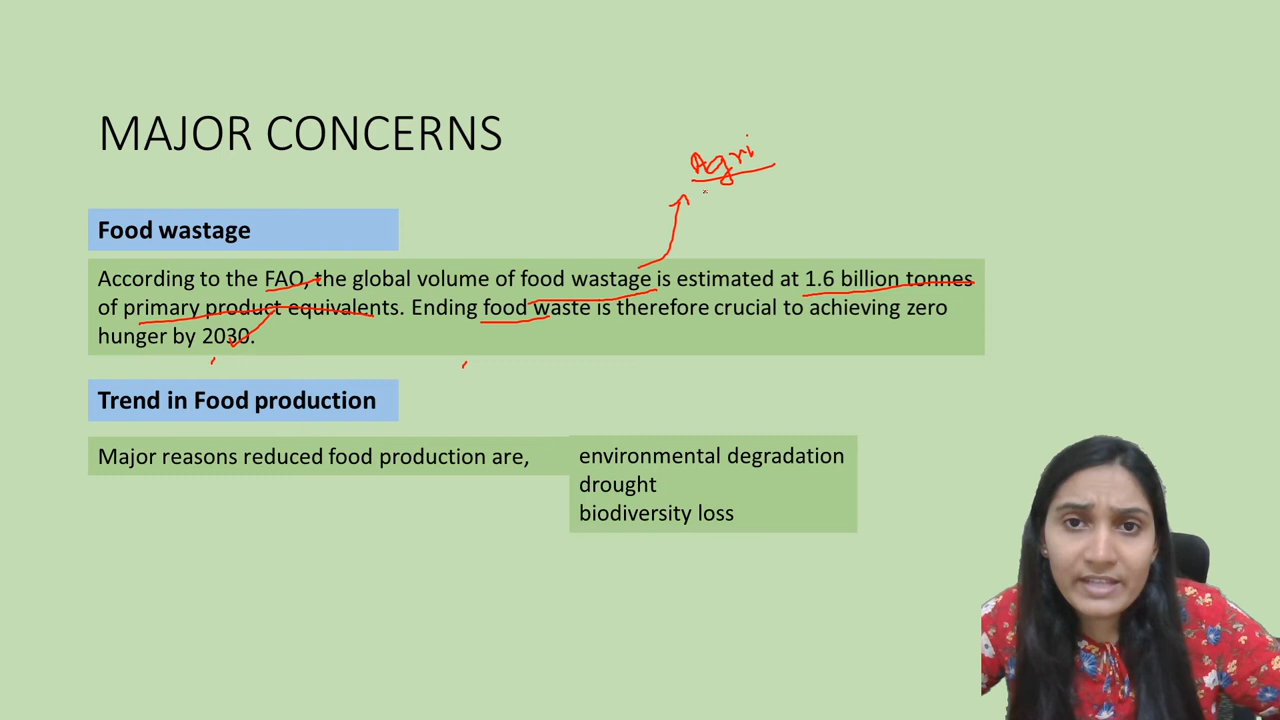 MAJOR CONCERNS
Agri
Food wastage
According to the FAO, the global volume of food wastage is estimated at 1.6 billion tonnes
of primary product equivalents. Ending food waste is therefore crucial to achieving zero
hunger by 2030.
Trend in Food production
Major reasons reduced food production are,
environmental degradation
drought
biodiversity loss